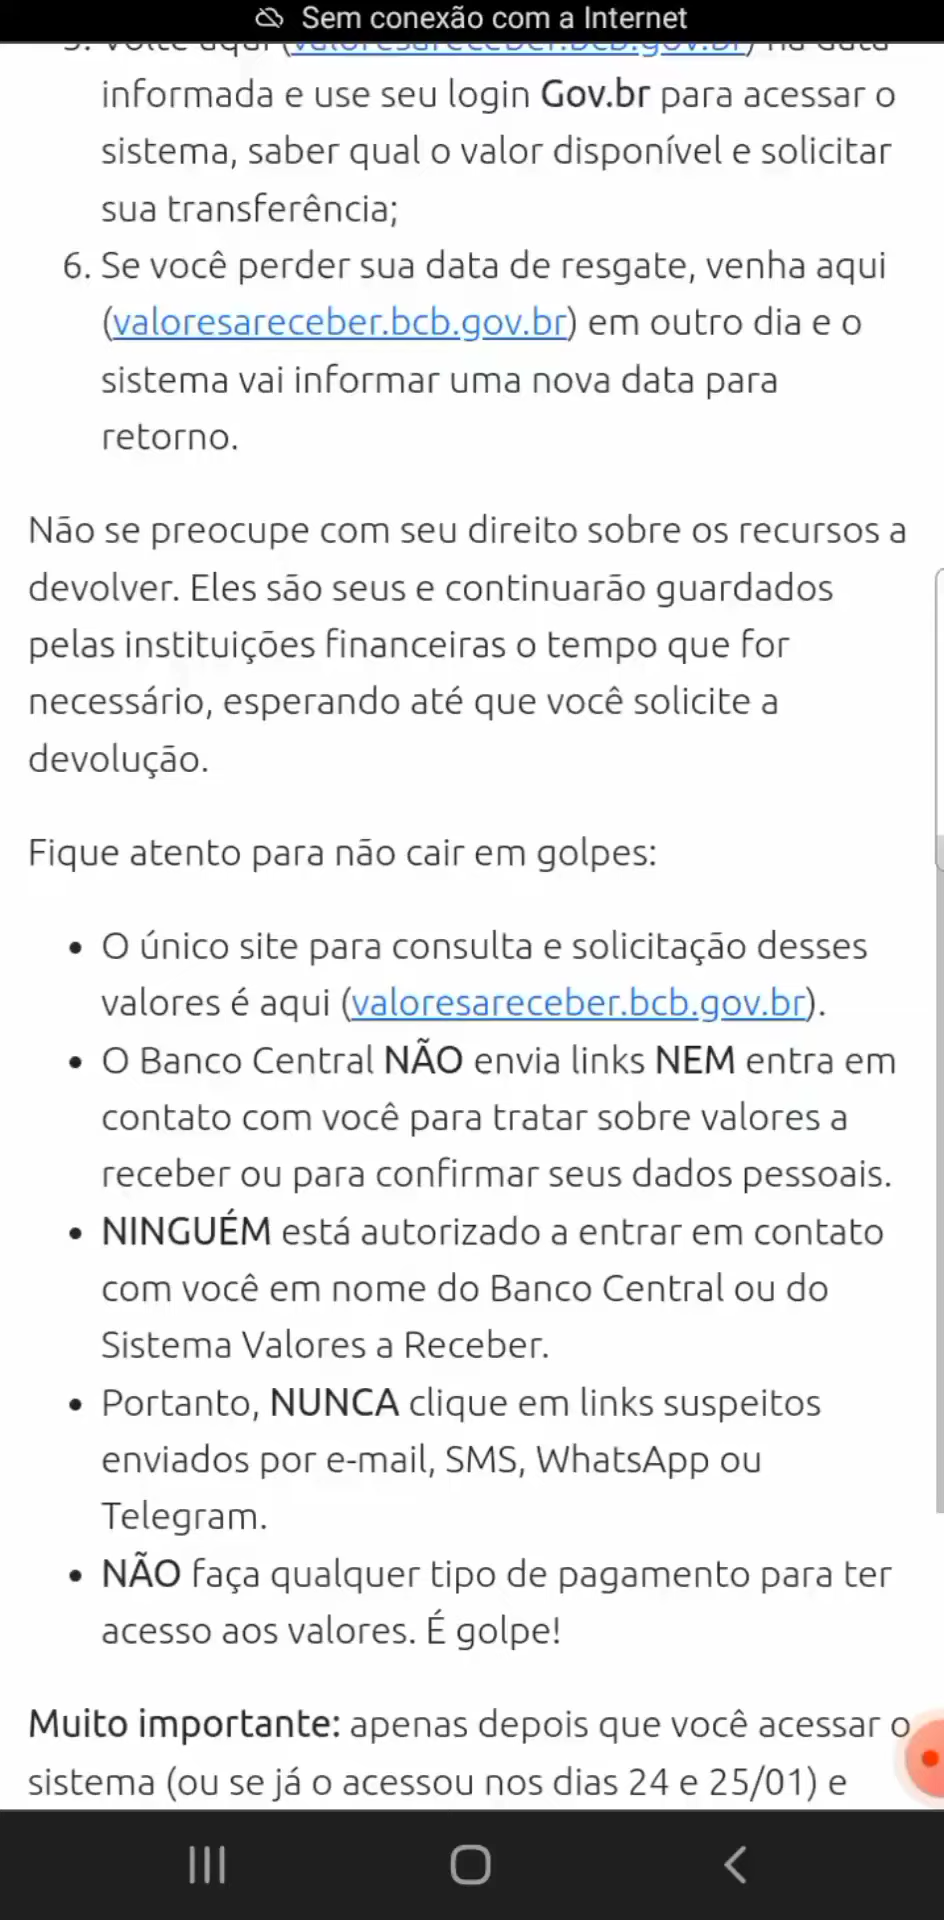 Sem conexão com a Internet
5. Volte aqui (valoresareceber.bcb.gov.br) na data
informada e use seu login Gov.br para acessar o
sistema, saber qual o valor disponível e solicitar
sua transferência;
6. Se você perder sua data de resgate, venha aqui
(valoresareceber.bcb.gov.br) em outro dia e o
sistema vai informar uma nova data para
retorno.
Não se preocupe com seu direito sobre os recursos a
devolver. Eles são seus e continuarão guardados
pelas instituições financeiras o tempo que for
necessário, esperando até que você solicite a
devolução.
Fique atento para não cair em golpes:
• O único site para consulta e solicitação desses
valores é aqui (valoresareceber.bcb.gov.br).
• O Banco Central NÃO envia links NEM entra em
contato com você para tratar sobre valores a
receber ou para confirmar seus dados pessoais.
• NINGUÉM está autorizado a entrar em contato
com você em nome do Banco Central ou do
Sistema Valores a Receber.
• Portanto, NUNCA clique em links suspeitos
enviados por e-mail, SMS, WhatsApp ou
Telegram.
• NÃO faça qualquer tipo de pagamento para ter
acesso aos valores. É golpe!
Muito importante: apenas depois que você acessar o
sistema (ou se já o acessou nos dias 24 e 25/01) e